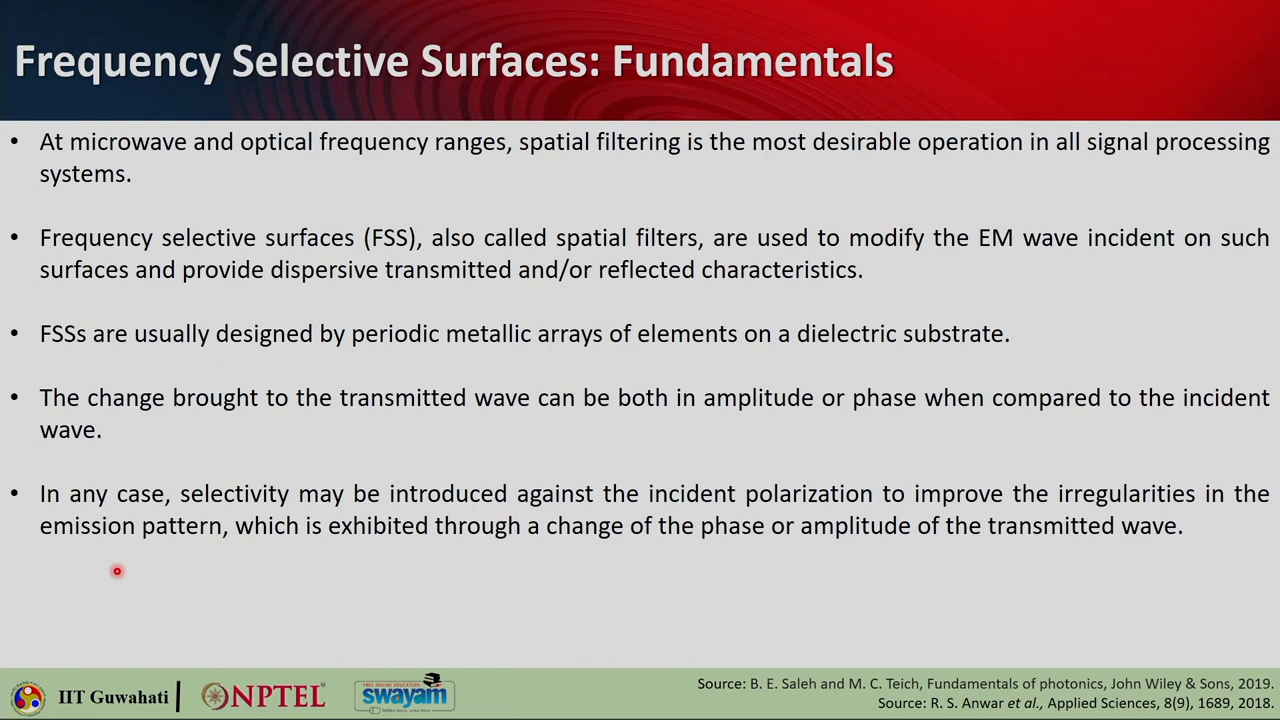 Frequency Selective Surfaces: Fundamentals
• At microwave and optical frequency ranges, spatial filtering is the most desirable operation in all signal processing
systems.
• Frequency selective surfaces (FSS), also called spatial filters, are used to modify the EM wave incident on such
surfaces and provide dispersive transmitted and/or reflected characteristics.
• FSSs are usually designed by periodic metallic arrays of elements on a dielectric substrate.
• The change brought to the transmitted wave can be both in amplitude or phase when compared to the incident
wave.
• In any case, selectivity may be introduced against the incident polarization to improve the irregularities in the
emission pattern, which is exhibited through a change of the phase or amplitude of the transmitted wave.
IIT Guwahati
NPTEL
FREE ONLINE EDUCATION
swayam
Source: B. E. Saleh and M. C. Teich, Fundamentals of photonics, John Wiley & Sons, 2019.
Source: R. S. Anwar et al., Applied Sciences, 8(9), 1689, 2018.